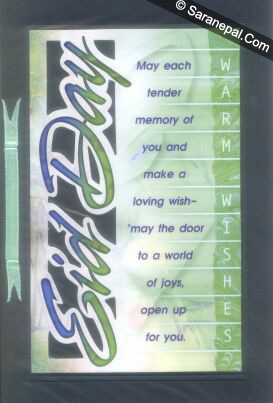 © Saranepal.Com
Eid Day
May each
tender
memory of
you and
make a
loving wish~
"may the door
to a world
of joys,
open up
for you.
WARM WISHES